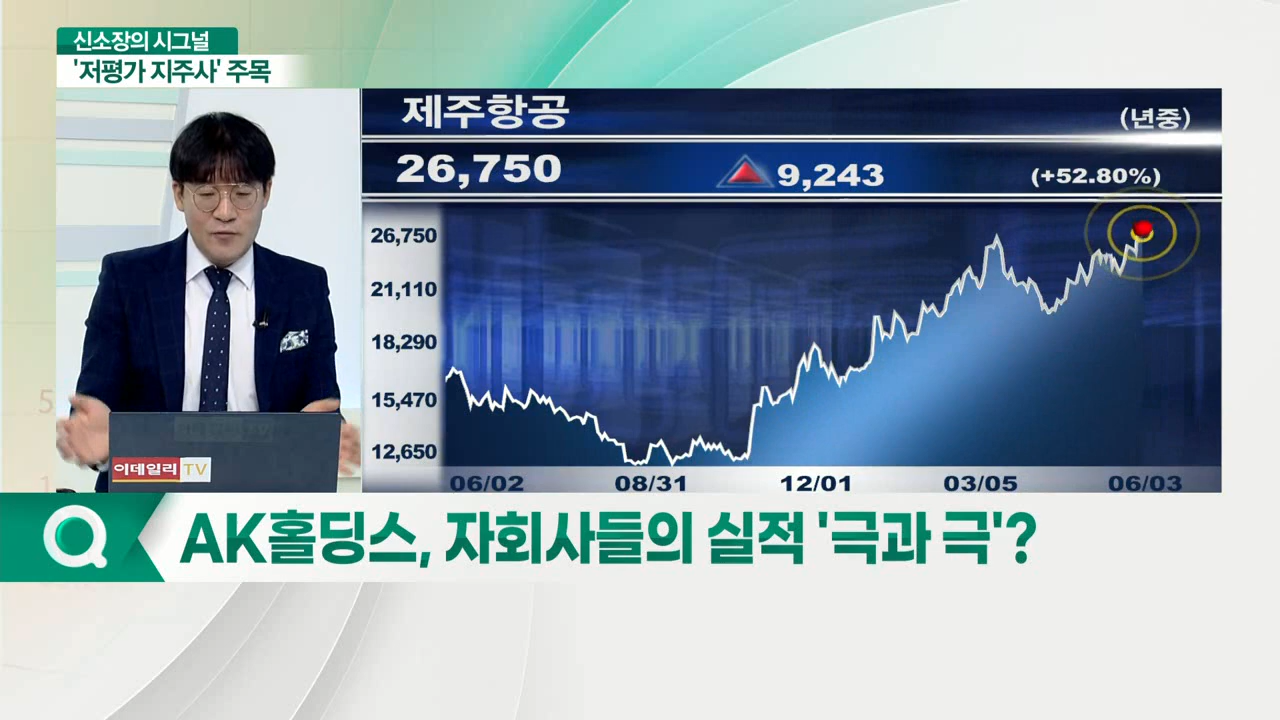 신소장의 시그널
'저평가 지주사' 주목
제주항공
(년중)
26,750 9,243 (+52.80%)
26,750
21,110
18,290
15,470
12,650
06/02 08/31 12/01 03/05 06/03
이데일리 TV
AK홀딩스, 자회사들의 실적 '극과 극'?